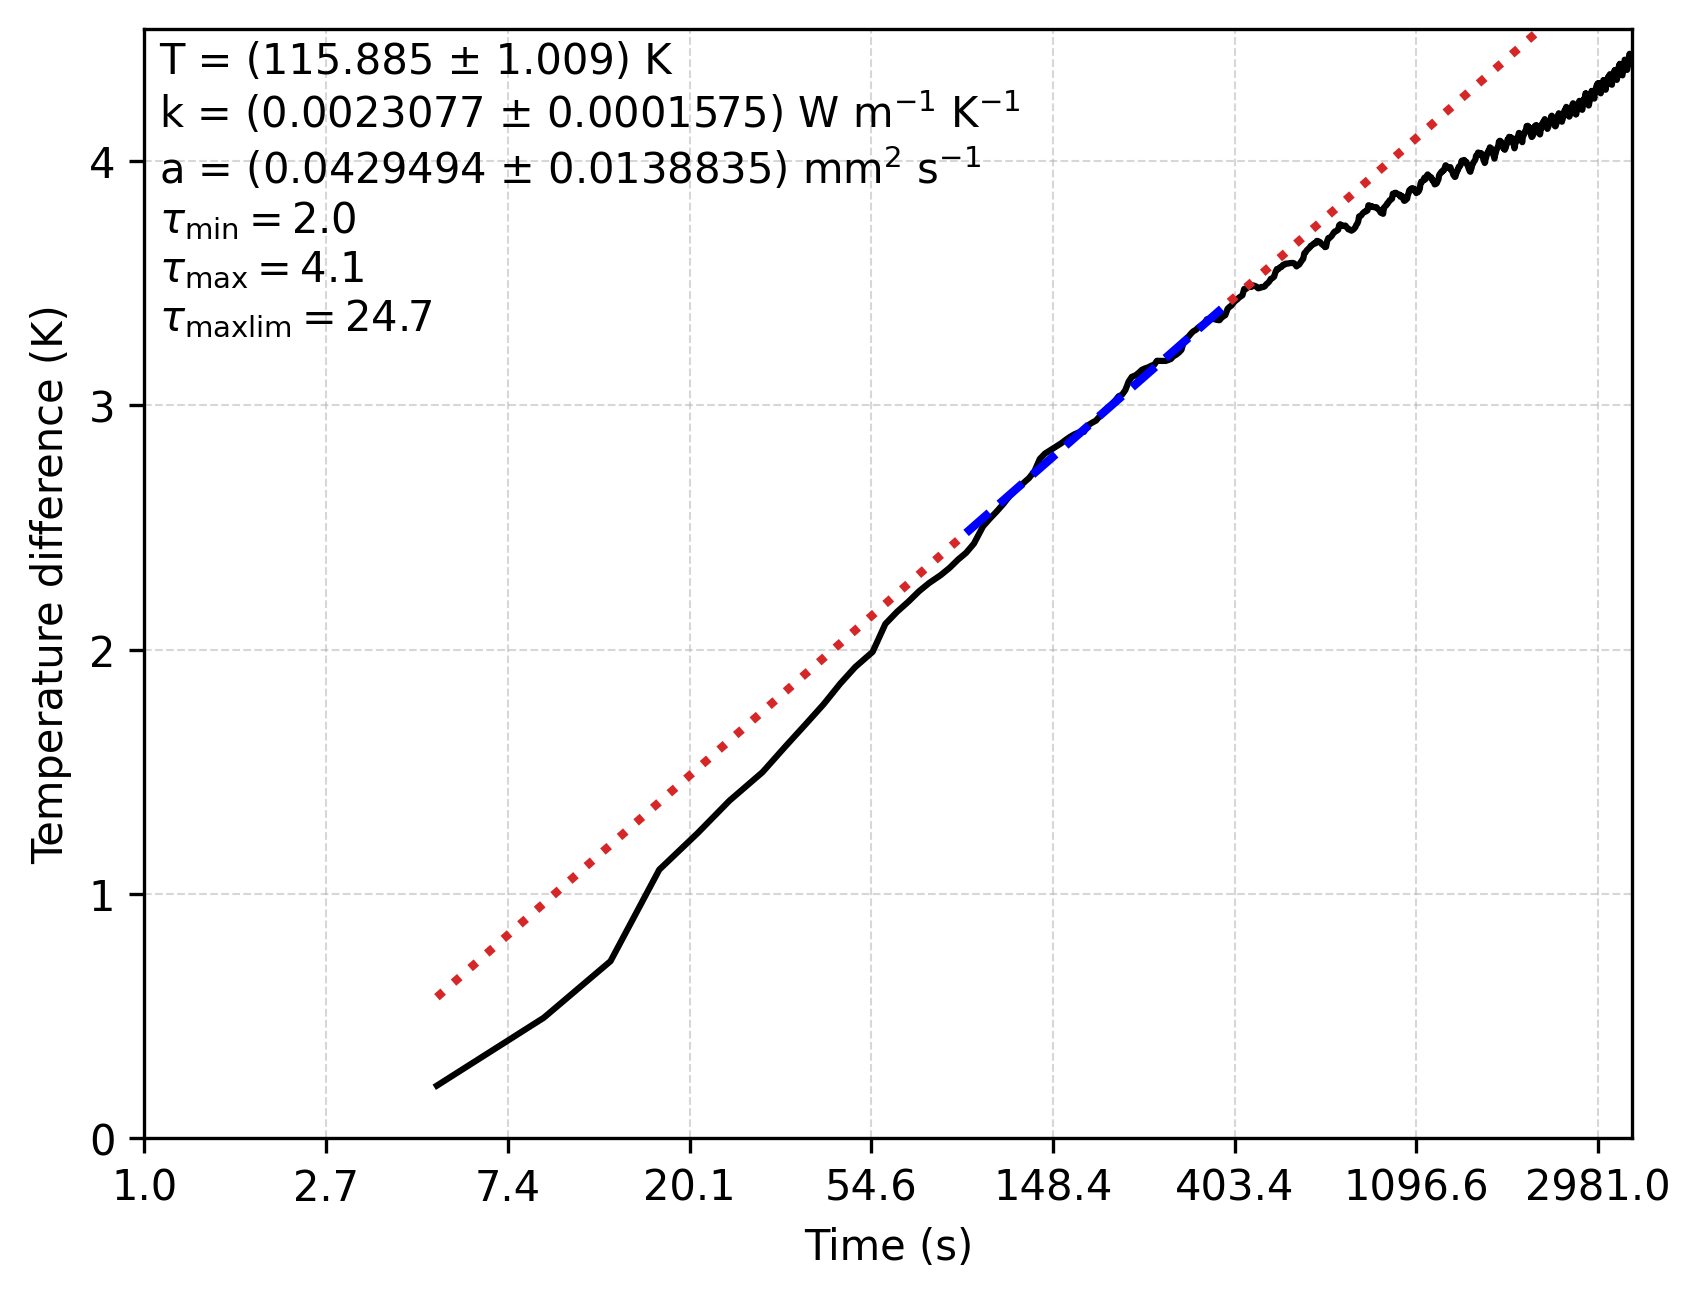 T = (115.885 ± 1.009) K
k = (0.0023077 ± 0.0001575) W m⁻¹ K⁻¹
a = (0.0429494 ± 0.0138835) mm² s⁻¹
τmin = 2.0
τmax = 4.1
τmaxlim = 24.7
Temperature difference (K)
4
3
2
1
0
1.0 2.7 7.4 20.1 54.6 148.4 403.4 1096.6 2981.0
Time (s)